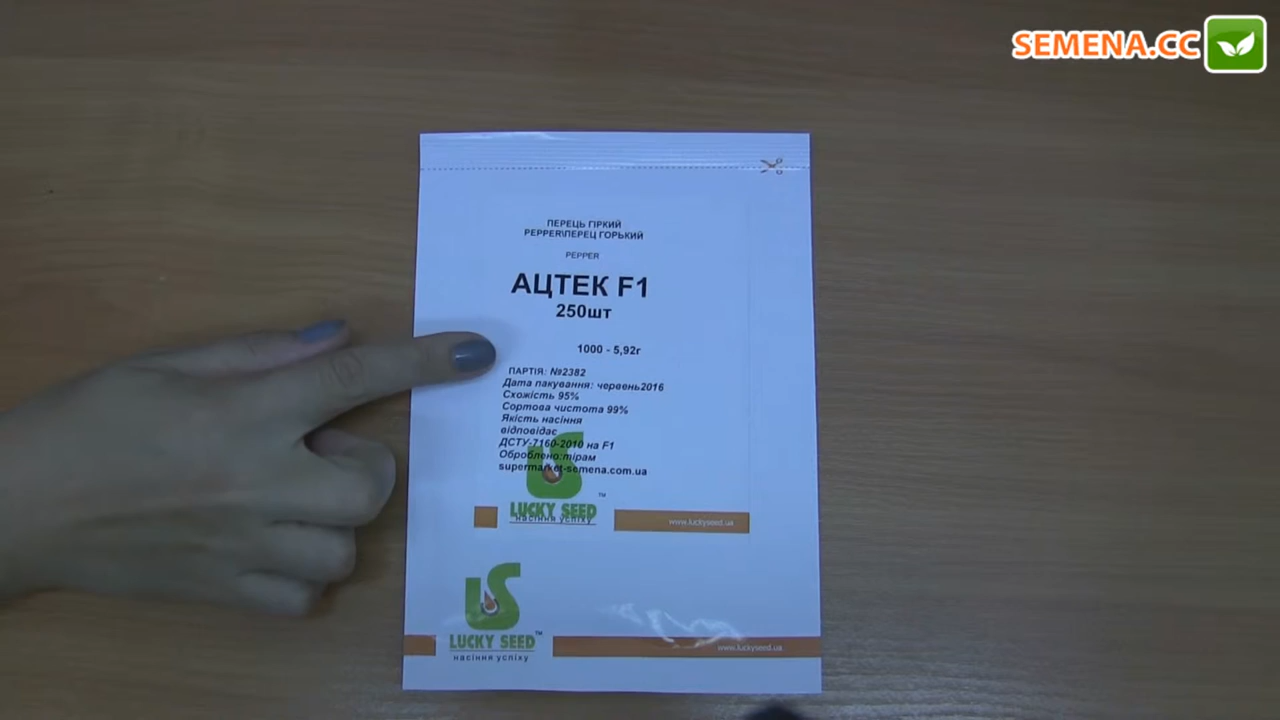 SEMENA.CC
ПЕРЕЦЬ ГІРКИЙ
PEPPER\ПЕРЕЦ ГОРЬКИЙ
PEPPER
АЦТЕК F1
250шт
1000 - 5,92г
ПАРТІЯ: №2382
Дата пакування: червень2016
Схожість 95%
Сортова чистота 99%
Якість насіння
відповідає
ДСТУ-7160-2010 на F1
Оброблено:тірам
supermarket-semena.com.ua
LUCKY SEED™
насіння успіху
www.luckyseed.ua
LUCKY SEED™
насіння успіху
www.luckyseed.ua